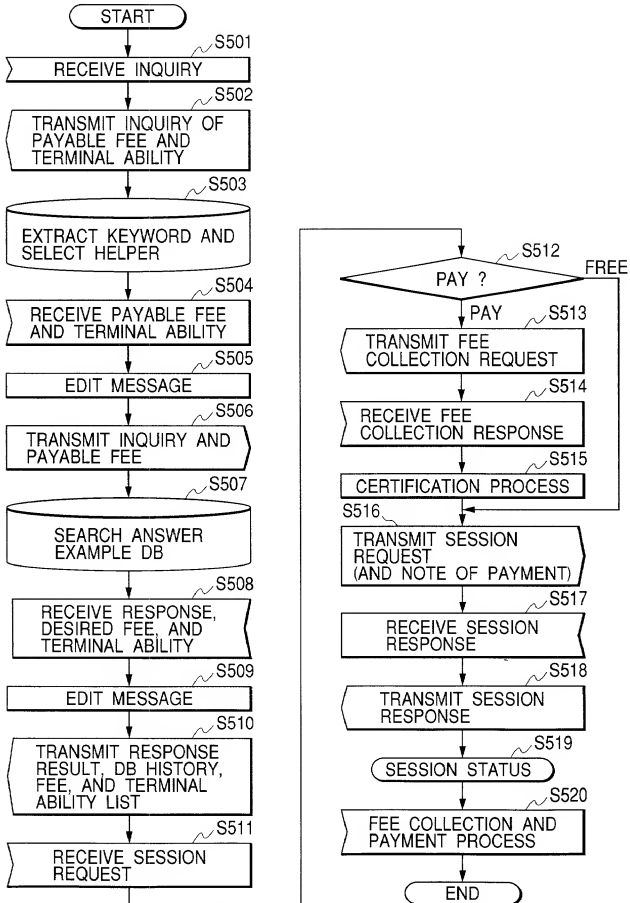 START
S501
RECEIVE INQUIRY
S502
TRANSMIT INQUIRY OF
PAYABLE FEE AND
TERMINAL ABILITY
S503
EXTRACT KEYWORD AND
SELECT HELPER
S504
RECEIVE PAYABLE FEE
AND TERMINAL ABILITY
S505
EDIT MESSAGE
S506
TRANSMIT INQUIRY AND
PAYABLE FEE
S507
SEARCH ANSWER
EXAMPLE DB
S508
RECEIVE RESPONSE,
DESIRED FEE, AND
TERMINAL ABILITY
S509
EDIT MESSAGE
S510
TRANSMIT RESPONSE
RESULT, DB HISTORY,
FEE, AND TERMINAL
ABILITY LIST
S511
RECEIVE SESSION
REQUEST
S512
PAY ?
FREE
PAY
S513
TRANSMIT FEE
COLLECTION REQUEST
S514
RECEIVE FEE
COLLECTION RESPONSE
S515
CERTIFICATION PROCESS
S516
TRANSMIT SESSION
REQUEST
(AND NOTE OF PAYMENT)
S517
RECEIVE SESSION
RESPONSE
S518
TRANSMIT SESSION
RESPONSE
S519
SESSION STATUS
S520
FEE COLLECTION AND
PAYMENT PROCESS
END